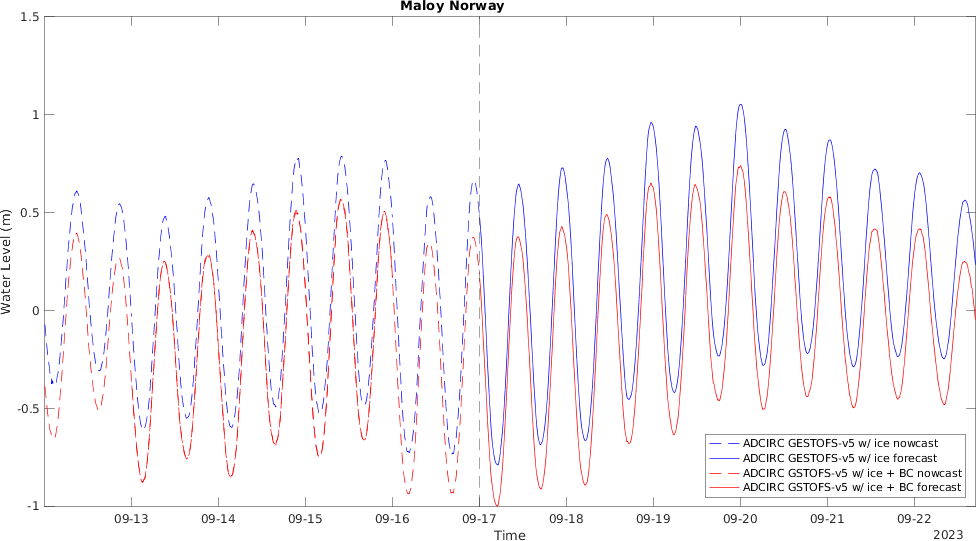 Maloy Norway
1.5
1
0.5
0
-0.5
-1
Water Level (m)
ADCIRC GESTOFS-v5 w/ ice nowcast
ADCIRC GESTOFS-v5 w/ ice forecast
ADCIRC GSTOFS-v5 w/ ice + BC nowcast
ADCIRC GSTOFS-v5 w/ ice + BC forecast
09-13 09-14 09-15 09-16 09-17 09-18 09-19 09-20 09-21 09-22
Time
2023